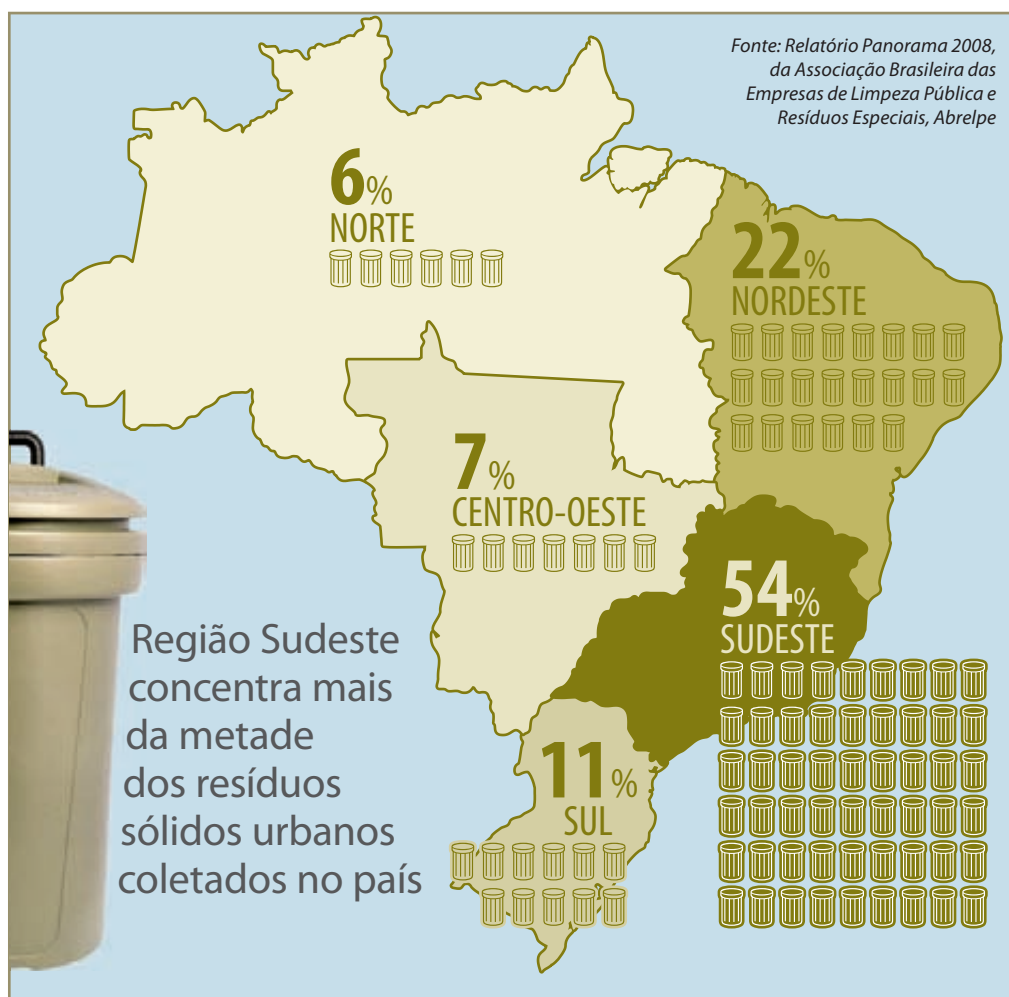 Fonte: Relatório Panorama 2008,
da Associação Brasileira das
Empresas de Limpeza Pública e
Resíduos Especiais, Abrelpe
6%
NORTE
22%
NORDESTE
7%
CENTRO-OESTE
54%
SUDESTE
11%
SUL
Região Sudeste
concentra mais
da metade
dos resíduos
sólidos urbanos
coletados no país